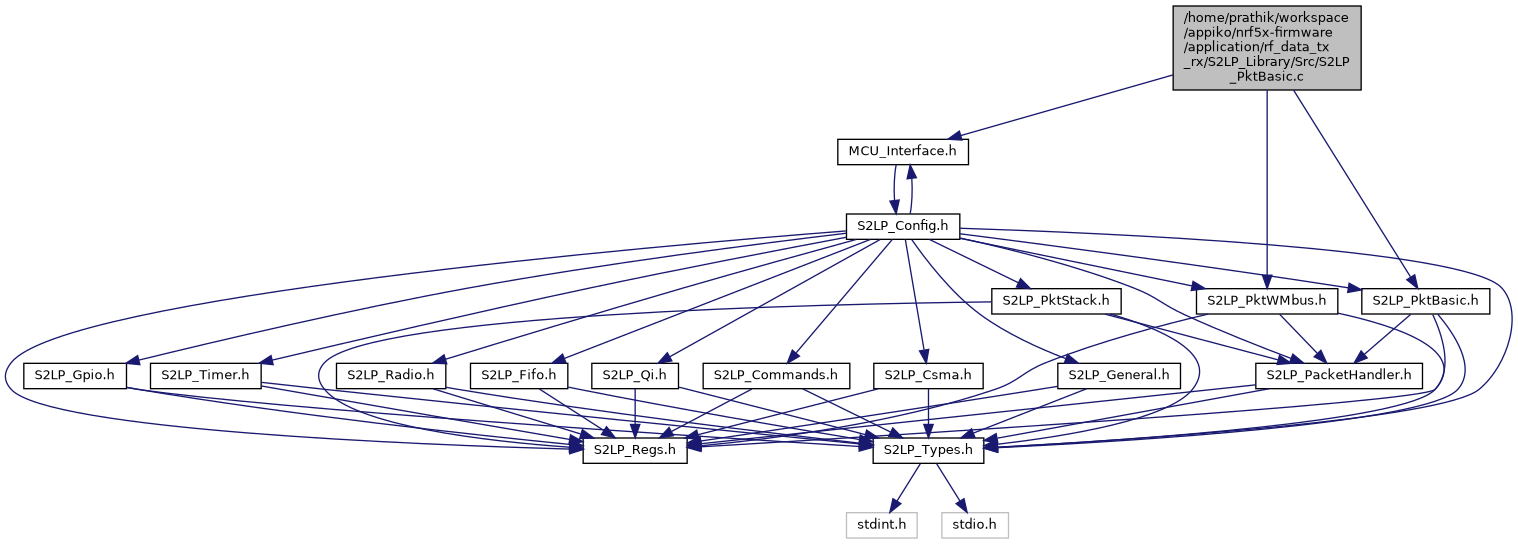 /home/prathik/workspace
/appiko/nrf5x-firmware
/application/rf_data_tx
_rx/S2LP_Library/Src/S2LP
_PktBasic.c
MCU_Interface.h
S2LP_Config.h
S2LP_PktStack.h
S2LP_PktWMbus.h
S2LP_PktBasic.h
S2LP_Gpio.h
S2LP_Timer.h
S2LP_Radio.h
S2LP_Fifo.h
S2LP_Qi.h
S2LP_Commands.h
S2LP_Csma.h
S2LP_General.h
S2LP_PacketHandler.h
S2LP_Regs.h
S2LP_Types.h
stdint.h
stdio.h